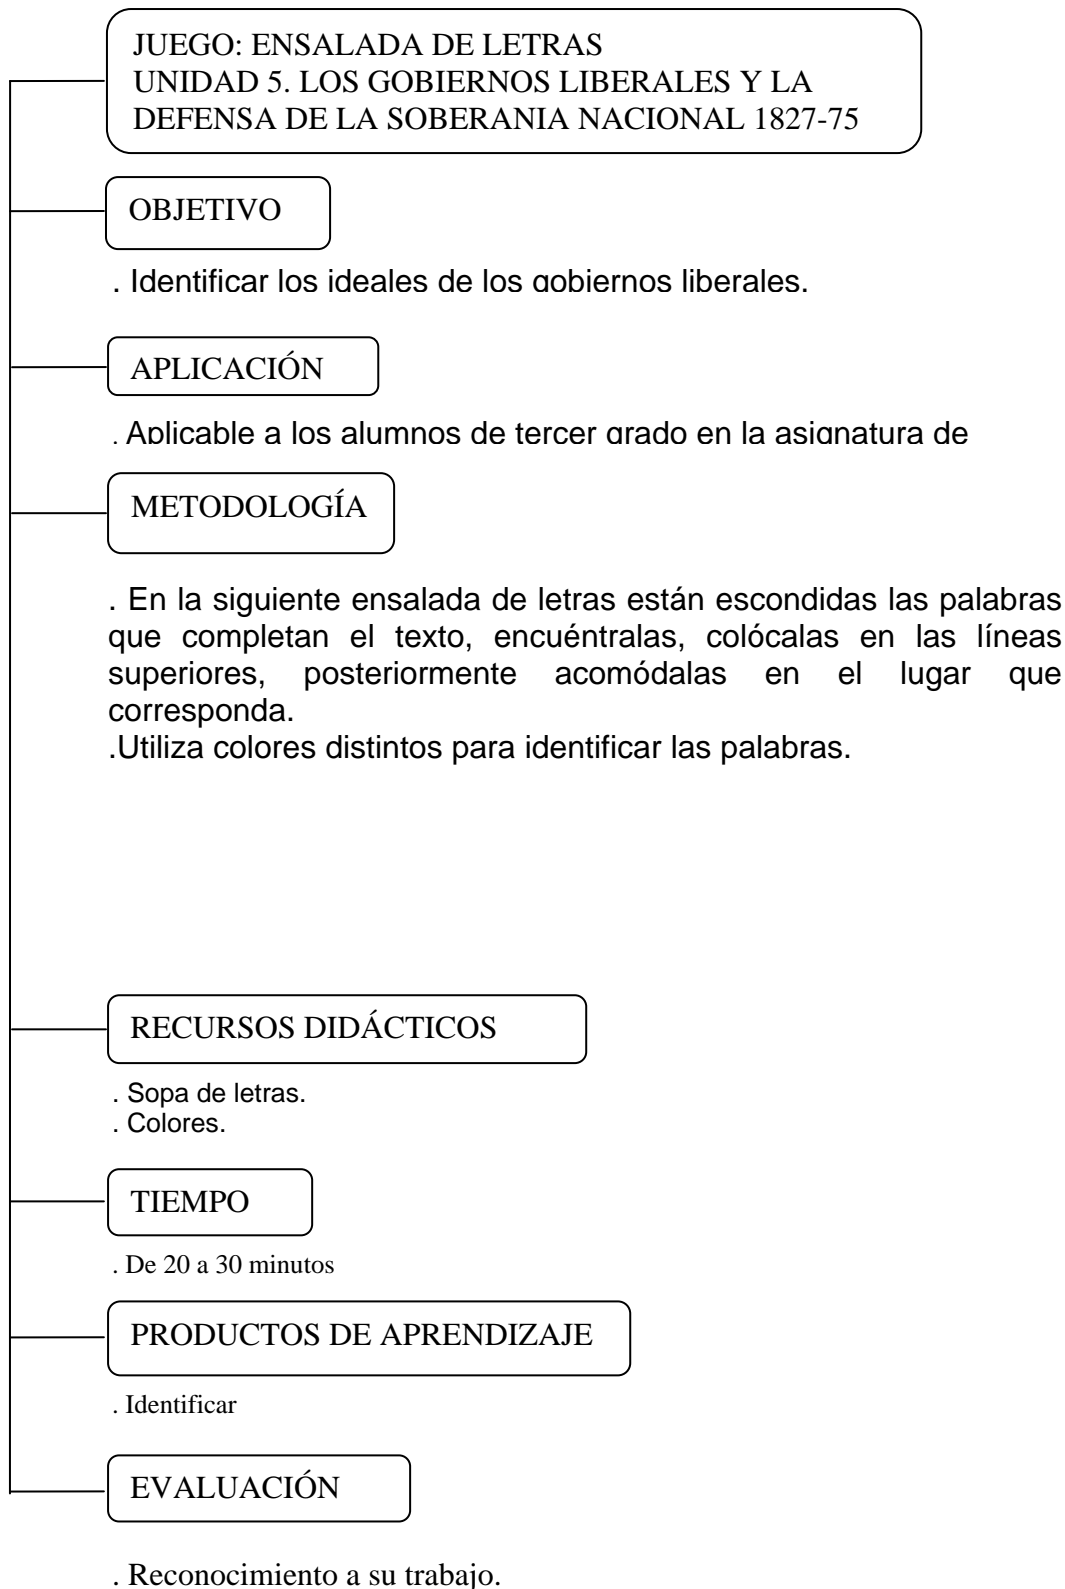 JUEGO: ENSALADA DE LETRAS
UNIDAD 5. LOS GOBIERNOS LIBERALES Y LA
DEFENSA DE LA SOBERANIA NACIONAL 1827-75
OBJETIVO
. Identificar los ideales de los gobiernos liberales.
APLICACIÓN
. Aplicable a los alumnos de tercer grado en la asignatura de
METODOLOGÍA
. En la siguiente ensalada de letras están escondidas las palabras
que completan el texto, encuéntralas, colócalas en las líneas
superiores, posteriormente acomódalas en el lugar que
corresponda.
.Utiliza colores distintos para identificar las palabras.
RECURSOS DIDÁCTICOS
. Sopa de letras.
. Colores.
TIEMPO
. De 20 a 30 minutos
PRODUCTOS DE APRENDIZAJE
. Identificar
EVALUACIÓN
. Reconocimiento a su trabajo.